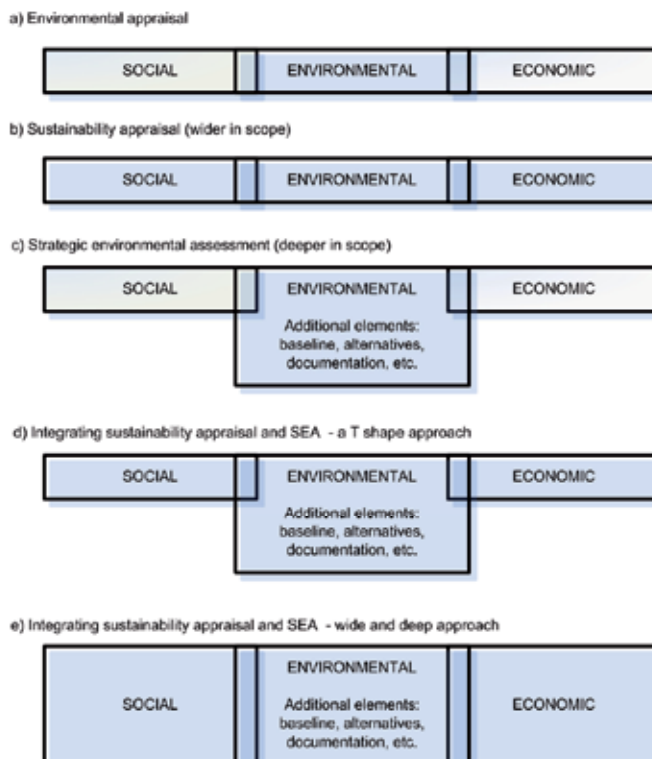 a) Environmental appraisal
SOCIAL ENVIRONMENTAL ECONOMIC
b) Sustainability appraisal (wider in scope)
SOCIAL ENVIRONMENTAL ECONOMIC
c) Strategic environmental assessment (deeper in scope)
SOCIAL ENVIRONMENTAL ECONOMIC
Additional elements:
baseline, alternatives,
documentation, etc.
d) Integrating sustainability appraisal and SEA - a T shape approach
SOCIAL ENVIRONMENTAL ECONOMIC
Additional elements:
baseline, alternatives,
documentation, etc.
e) Integrating sustainability appraisal and SEA - wide and deep approach
ENVIRONMENTAL
SOCIAL Additional elements: ECONOMIC
baseline, alternatives,
documentation, etc.